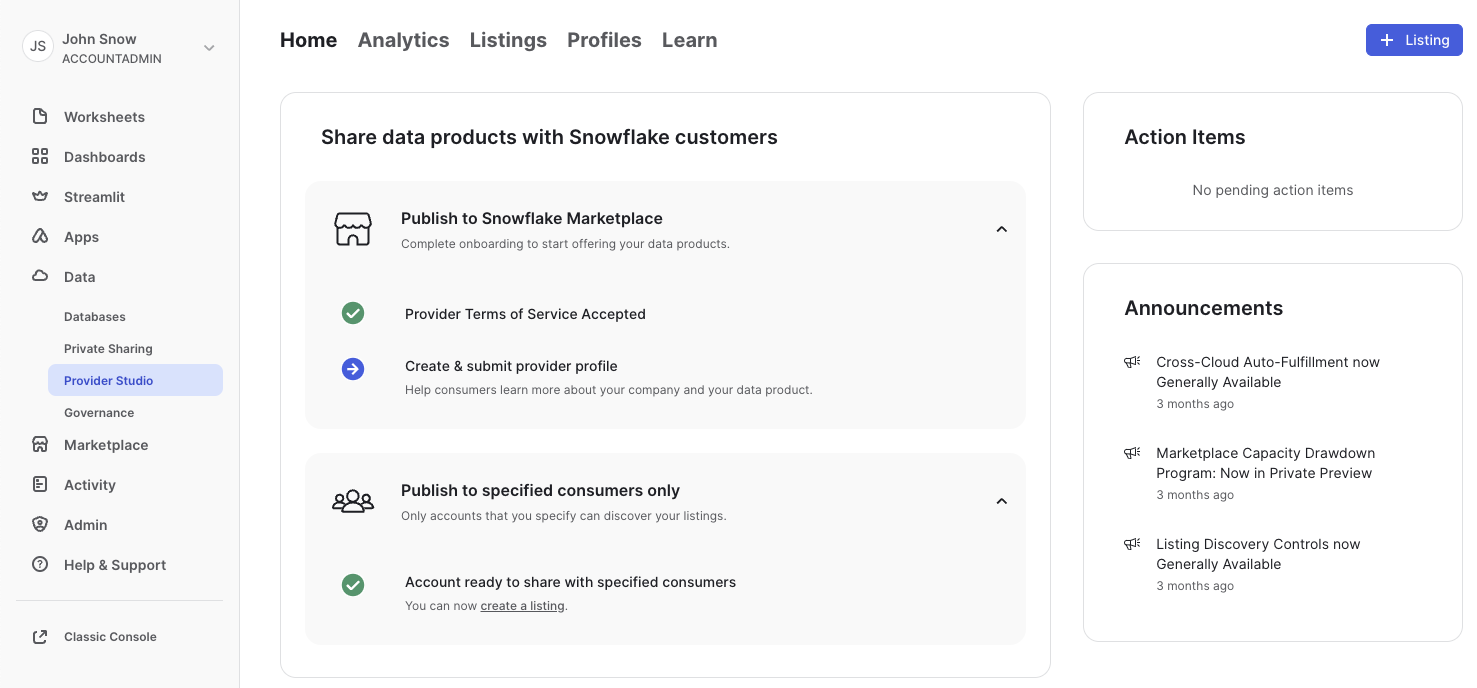 JS
John Snow
ACCOUNTADMIN
Worksheets
Dashboards
Streamlit
Apps
Data
Databases
Private Sharing
Provider Studio
Governance
Marketplace
Activity
Admin
Help & Support
Classic Console
Home Analytics Listings Profiles Learn
+ Listing
Share data products with Snowflake customers
Publish to Snowflake Marketplace
Complete onboarding to start offering your data products.
Provider Terms of Service Accepted
Create & submit provider profile
Help consumers learn more about your company and your data product.
Publish to specified consumers only
Only accounts that you specify can discover your listings.
Account ready to share with specified consumers
You can now create a listing.
Action Items
No pending action items
Announcements
Cross-Cloud Auto-Fulfillment now
Generally Available
3 months ago
Marketplace Capacity Drawdown
Program: Now in Private Preview
3 months ago
Listing Discovery Controls now
Generally Available
3 months ago